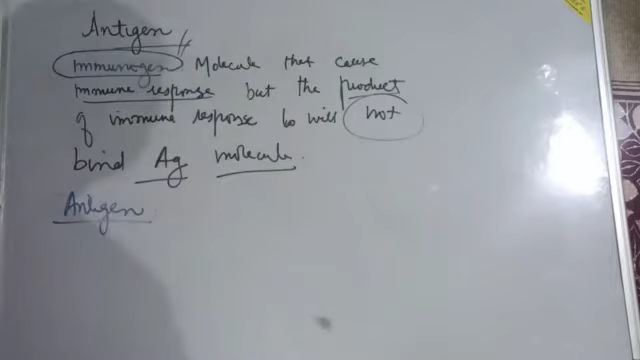 Antigen
Immunogen Molecule that cause
immune response but the product
of immune response will not
bind Ag molecule.
Antigen